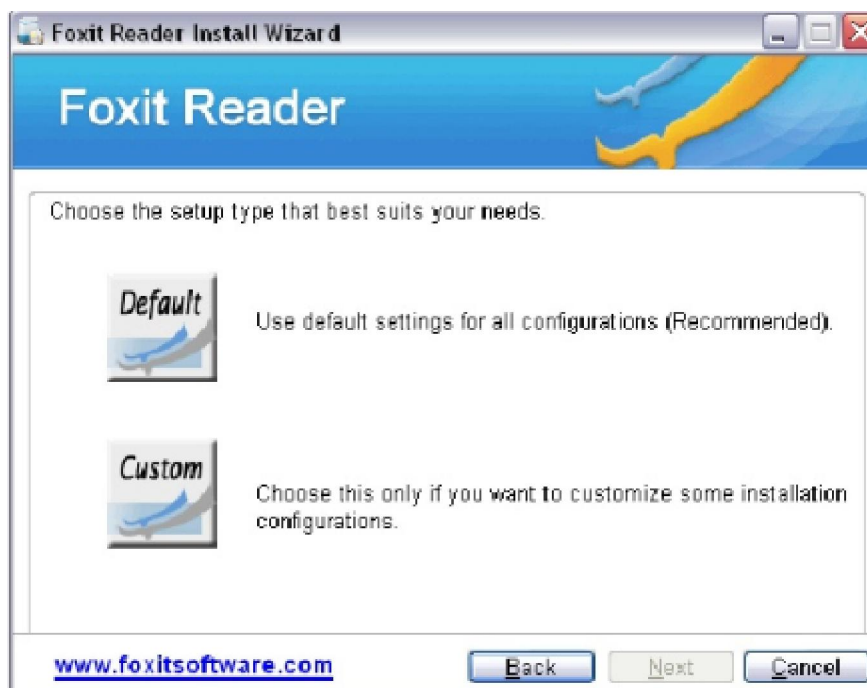 Foxit Reader Install Wizard
Foxit Reader
Choose the setup type that best suits your needs.
Default
Use default settings for all configurations (Recommended).
Custom
Choose this only if you want to customize some installation
configurations.
www.foxitsoftware.com
Back
Next
Cancel